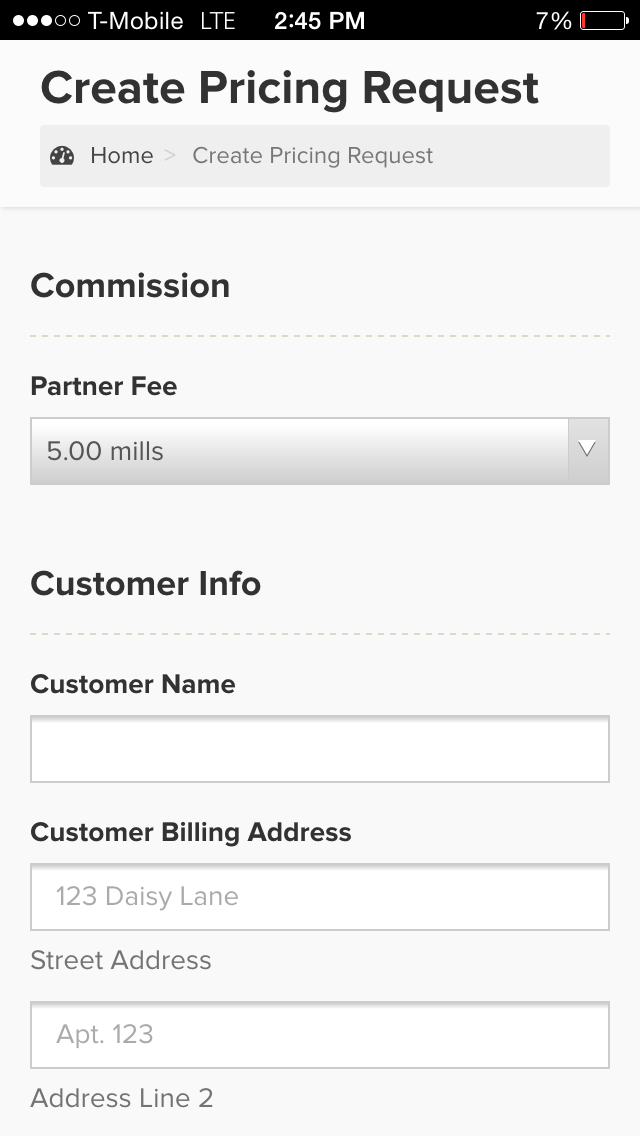 T-Mobile LTE 2:45 PM 7%
Create Pricing Request
Home > Create Pricing Request
Commission
Partner Fee
5.00 mills
Customer Info
Customer Name
Customer Billing Address
123 Daisy Lane
Street Address
Apt. 123
Address Line 2